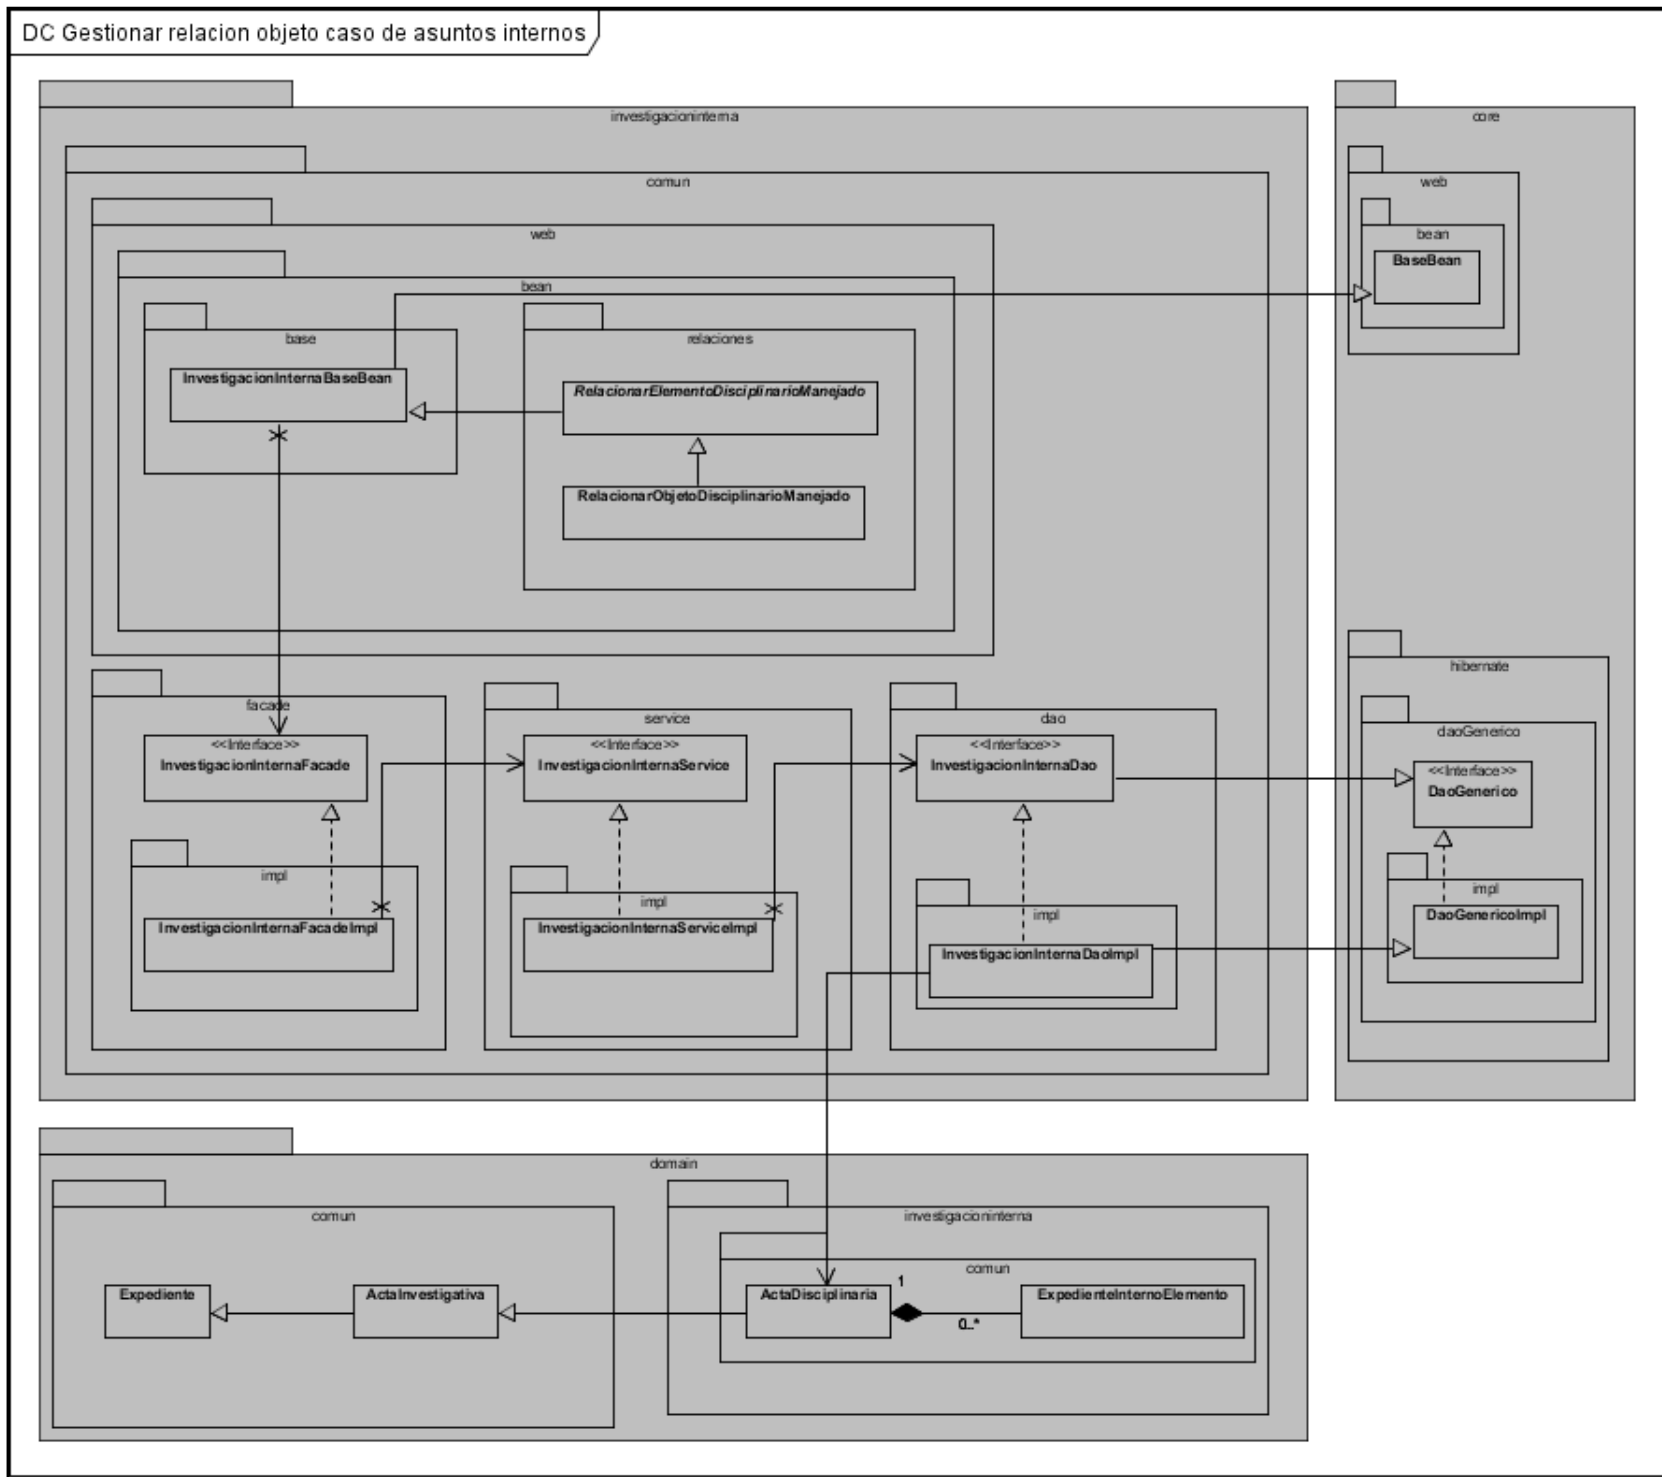 DC Gestionar relacion objeto caso de asuntos internos
investigacioninterna
core
comun
web
web
bean
bean
BaseBean
base
relaciones
InvestigacionInternaBaseBean
RelacionarElementoDisciplinarioManejado
RelacionarObjetoDisciplinarioManejado
hibernate
facade
service
dao
daoGenerico
<<Interface>>
InvestigacionInternaFacade
<<Interface>>
InvestigacionInternaService
<<Interface>>
InvestigacionInternaDao
<<Interface>>
DaoGenerico
impl
impl
impl
impl
InvestigacionInternaFacadeImpl
InvestigacionInternaServiceImpl
InvestigacionInternaDaoImpl
DaoGenericoImpl
domain
comun
investigacioninterna
comun
Expediente
ActaInvestigativa
ActaDisciplinaria
1
0..*
ExpedienteInternoElemento